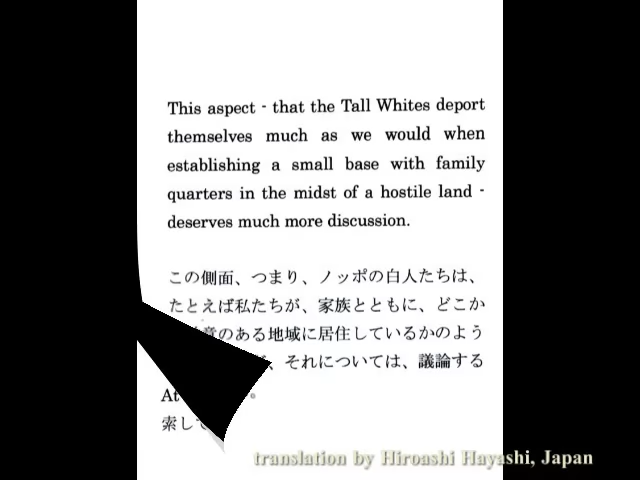 This aspect - that the Tall Whites deport
themselves much as we would when
establishing a small base with family
quarters in the midst of a hostile land -
deserves much more discussion.
この側面、つまり、ノッポの白人たちは、
たとえば私たちが、家族とともに、どこか
意のある地域に居住しているかのよう
、それについては、議論する
At
索して
translation by Hiroashi Hayashi, Japan